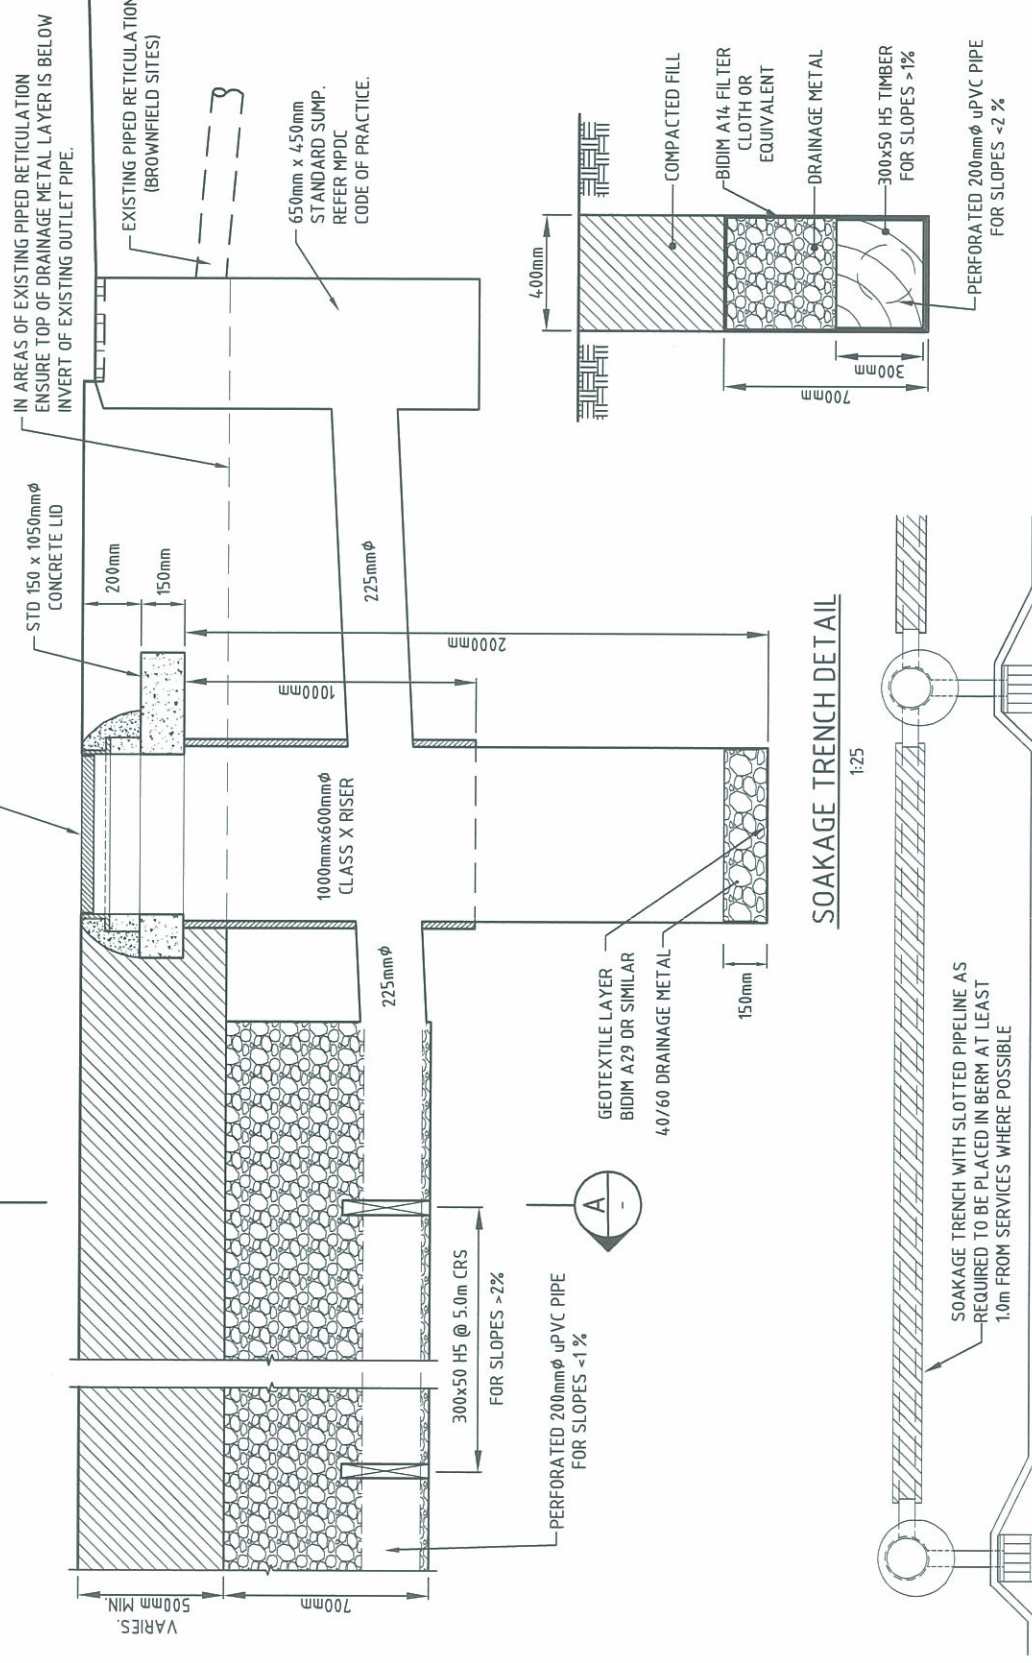 IN AREAS OF EXISTING PIPED RETICULATION
ENSURE TOP OF DRAINAGE METAL LAYER IS BELOW
INVERT OF EXISTING OUTLET PIPE.
EXISTING PIPED RETICULATION
(BROWNFIELD SITES)
650mm x 450mm
STANDARD SUMP.
REFER MPDC
CODE OF PRACTICE.
STD 150 x 1050mmϕ
CONCRETE LID
200mm
150mm
225mmϕ
2000mm
1000mm
1000mmx600mmϕ
CLASS X RISER
225mmϕ
GEOTEXTILE LAYER
BIDIM A29 OR SIMILAR
40/60 DRAINAGE METAL
150mm
300x50 H5 @ 5.0m CRS
FOR SLOPES >2%
A
-
PERFORATED 200mmϕ uPVC PIPE
FOR SLOPES <1 %
VARIES.
500mm MIN.
700mm
SOAKAGE TRENCH DETAIL
1:25
400mm
COMPACTED FILL
BIDIM A14 FILTER
CLOTH OR
EQUIVALENT
DRAINAGE METAL
300x50 H5 TIMBER
FOR SLOPES >1%
PERFORATED 200mmϕ uPVC PIPE
FOR SLOPES <2 %
300mm
700mm
SOAKAGE TRENCH WITH SLOTTED PIPELINE AS
REQUIRED TO BE PLACED IN BERM AT LEAST
1.0m FROM SERVICES WHERE POSSIBLE